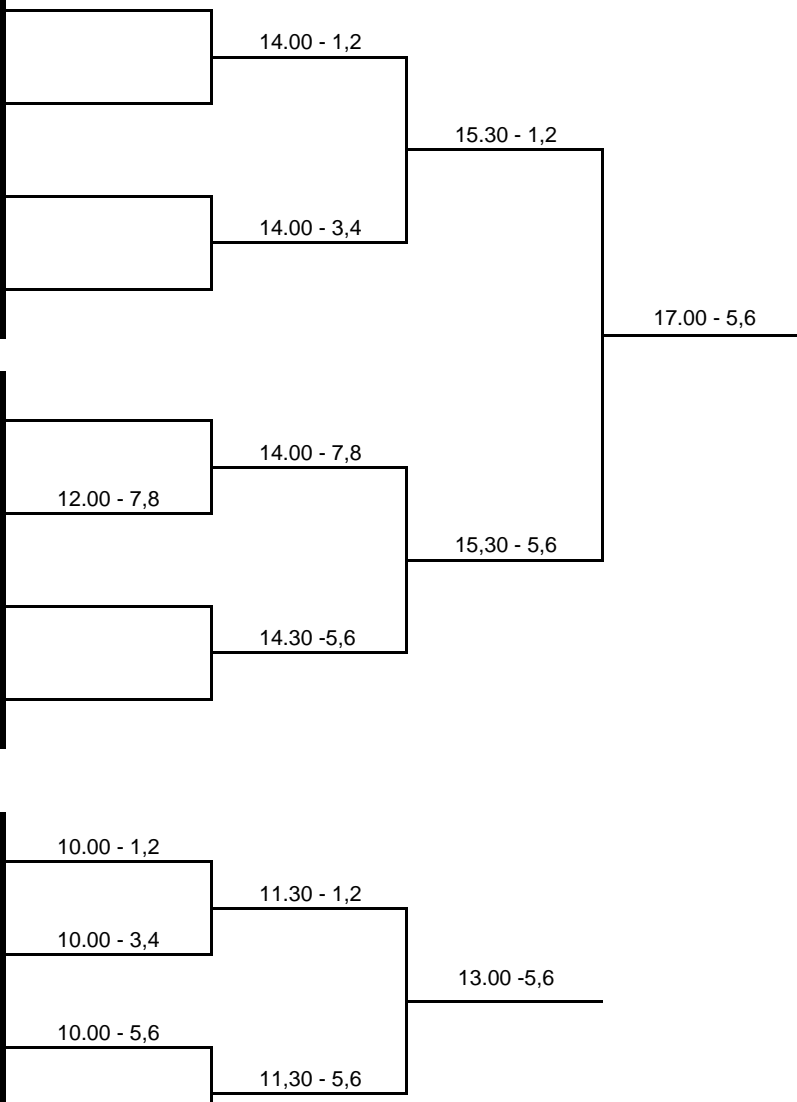 14.00 - 1,2
15.30 - 1,2
14.00 - 3,4
17.00 - 5,6
14.00 - 7,8
12.00 - 7,8
15,30 - 5,6
14.30 -5,6
10.00 - 1,2
11.30 - 1,2
10.00 - 3,4
13.00 -5,6
10.00 - 5,6
11,30 - 5,6